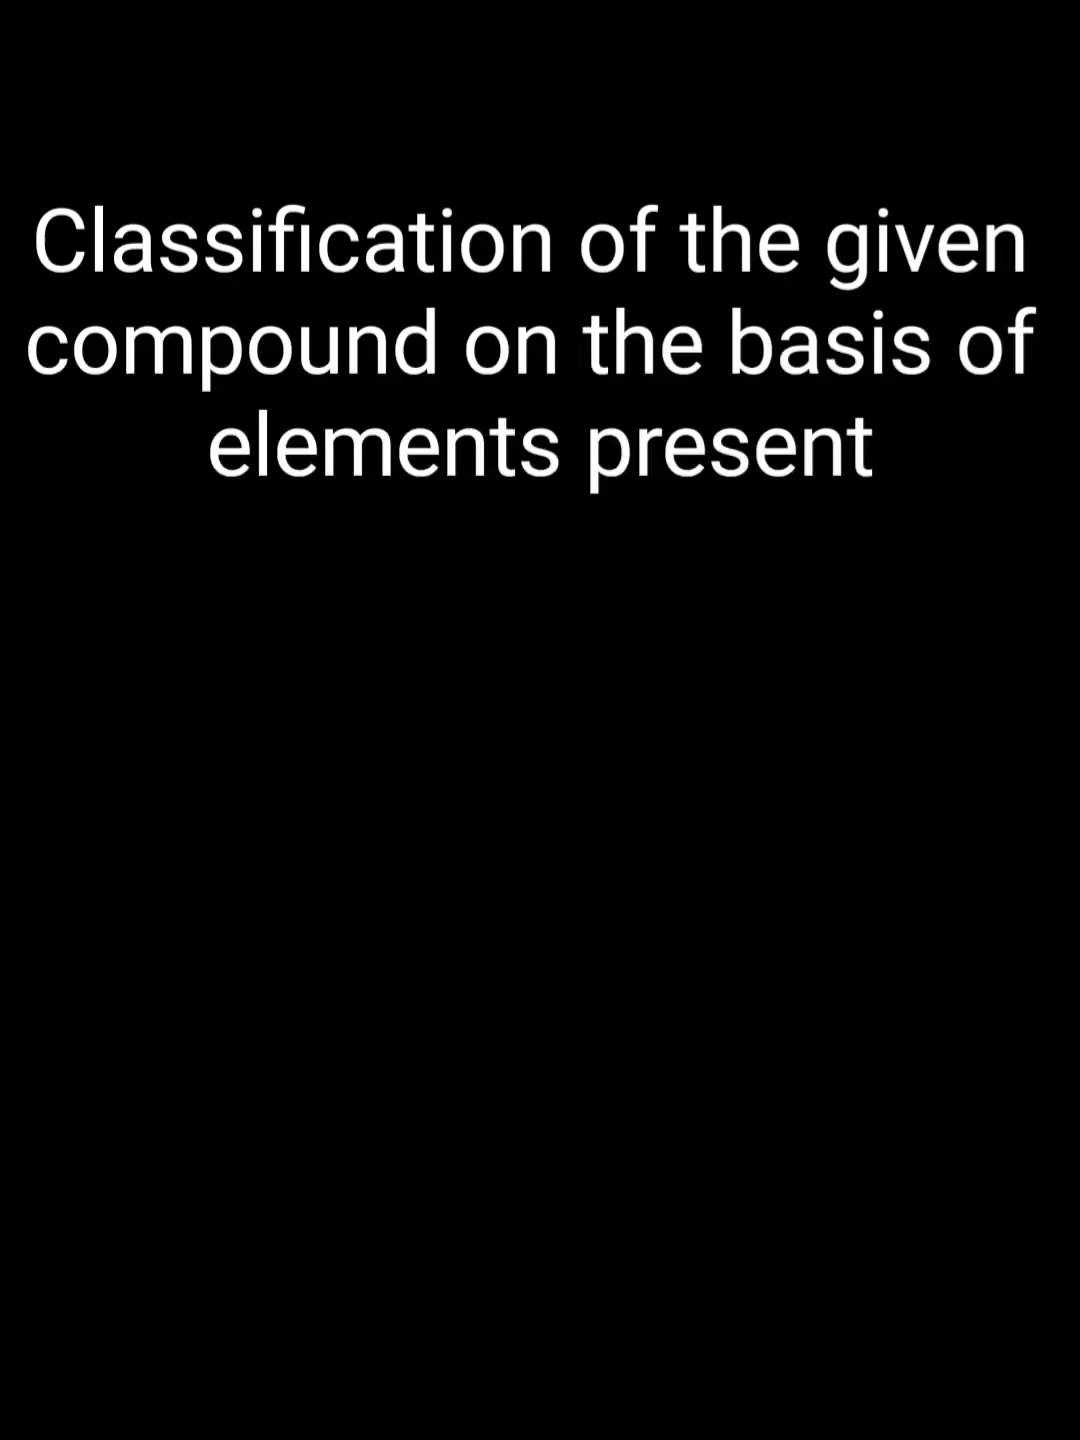 Classification of the given
compound on the basis of
elements present